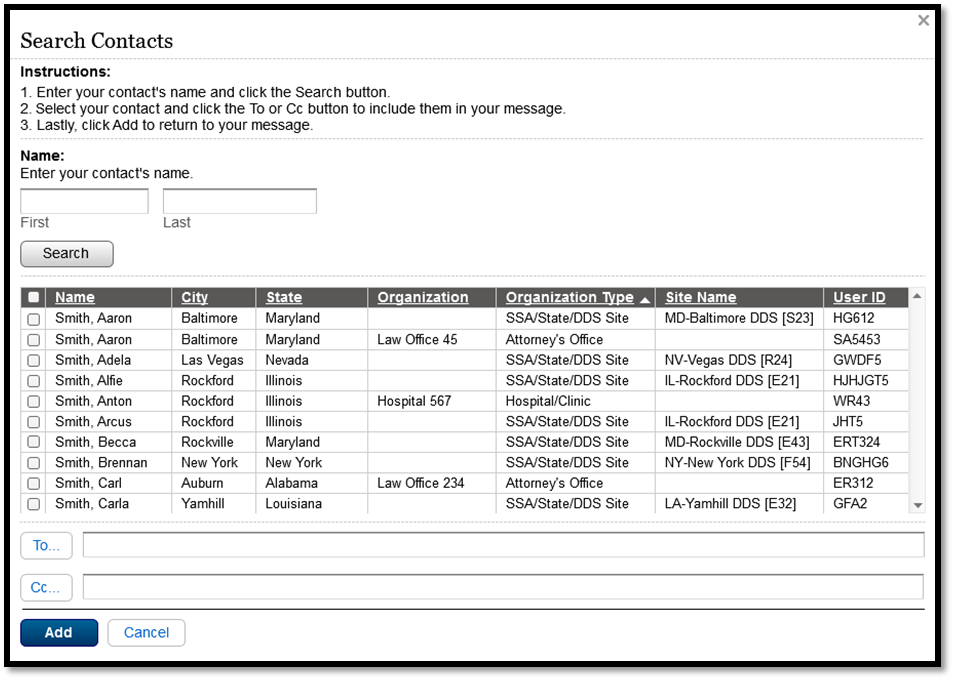 Search Contacts
Instructions:
1. Enter your contact's name and click the Search button.
2. Select your contact and click the To or Cc button to include them in your message.
3. Lastly, click Add to return to your message.
Name:
Enter your contact's name.
First Last
Search
Name City State Organization Organization Type Site Name User ID
Smith, Aaron Baltimore Maryland SSA/State/DDS Site MD-Baltimore DDS [S23] HG612
Smith, Aaron Baltimore Maryland Law Office 45 Attorney's Office SA5453
Smith, Adela Las Vegas Nevada SSA/State/DDS Site NV-Vegas DDS [R24] GWDF5
Smith, Alfie Rockford Illinois SSA/State/DDS Site IL-Rockford DDS [E21] HJHJGT5
Smith, Anton Rockford Illinois Hospital 567 Hospital/Clinic WR43
Smith, Arcus Rockford Illinois SSA/State/DDS Site IL-Rockford DDS [E21] JHT5
Smith, Becca Rockville Maryland SSA/State/DDS Site MD-Rockville DDS [E43] ERT324
Smith, Brennan New York New York SSA/State/DDS Site NY-New York DDS [F54] BNGHG6
Smith, Carl Auburn Alabama Law Office 234 Attorney's Office ER312
Smith, Carla Yamhill Louisiana SSA/State/DDS Site LA-Yamhill DDS [E32] GFA2
To...
Cc...
Add Cancel